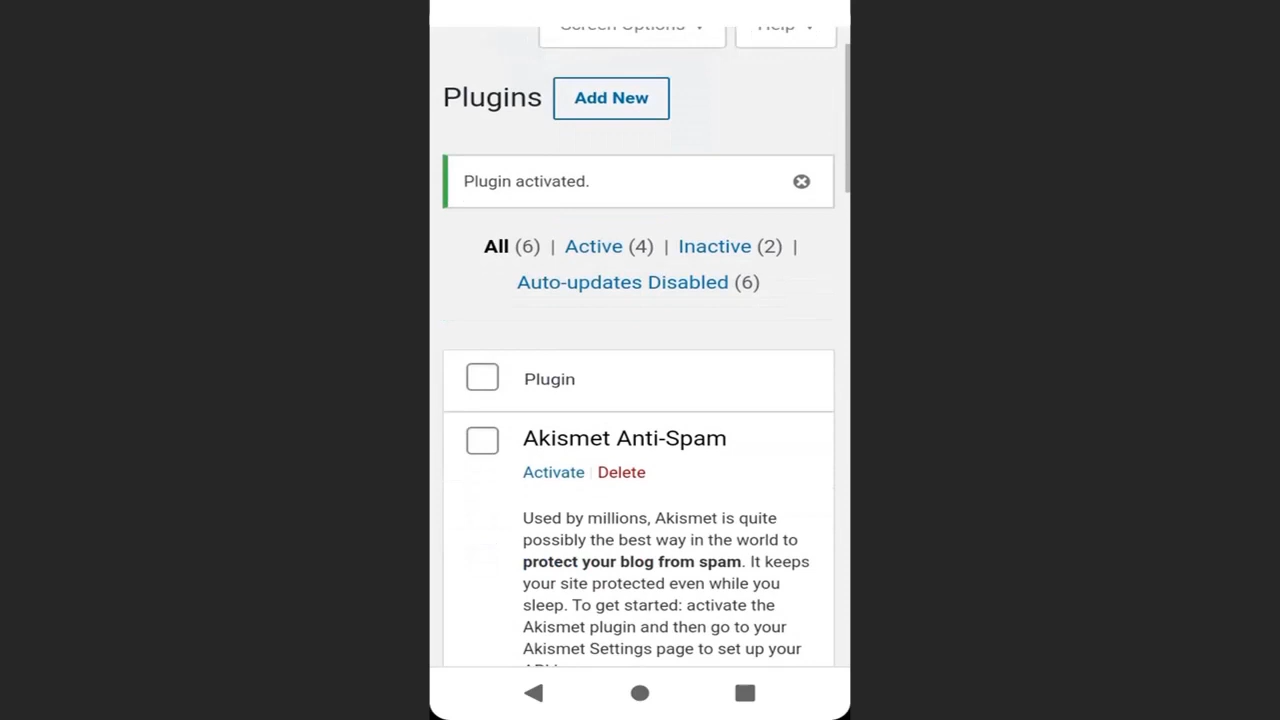 Screen Options
Help
Plugins
Add New
Plugin activated.
All (6) | Active (4) | Inactive (2) |
Auto-updates Disabled (6)
Plugin
Akismet Anti-Spam
Activate | Delete
Used by millions, Akismet is quite
possibly the best way in the world to
protect your blog from spam. It keeps
your site protected even while you
sleep. To get started: activate the
Akismet plugin and then go to your
Akismet Settings page to set up your